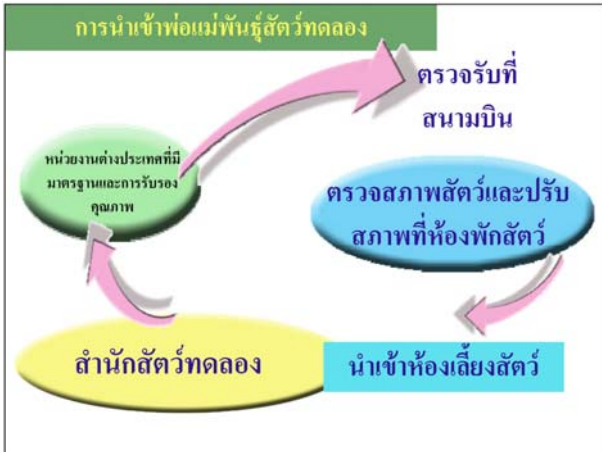 การนำเข้าพ่อแม่พันธุ์สัตว์ทดลอง
ตรวจรับที่
สนามบิน
หน่วยงานต่างประเทศที่มี
มาตรฐานและการรับรอง
คุณภาพ
ตรวจสภาพสัตว์และปรับ
สภาพที่ห้องพักสัตว์
สำนักสัตว์ทดลอง
นำเข้าห้องเลี้ยงสัตว์